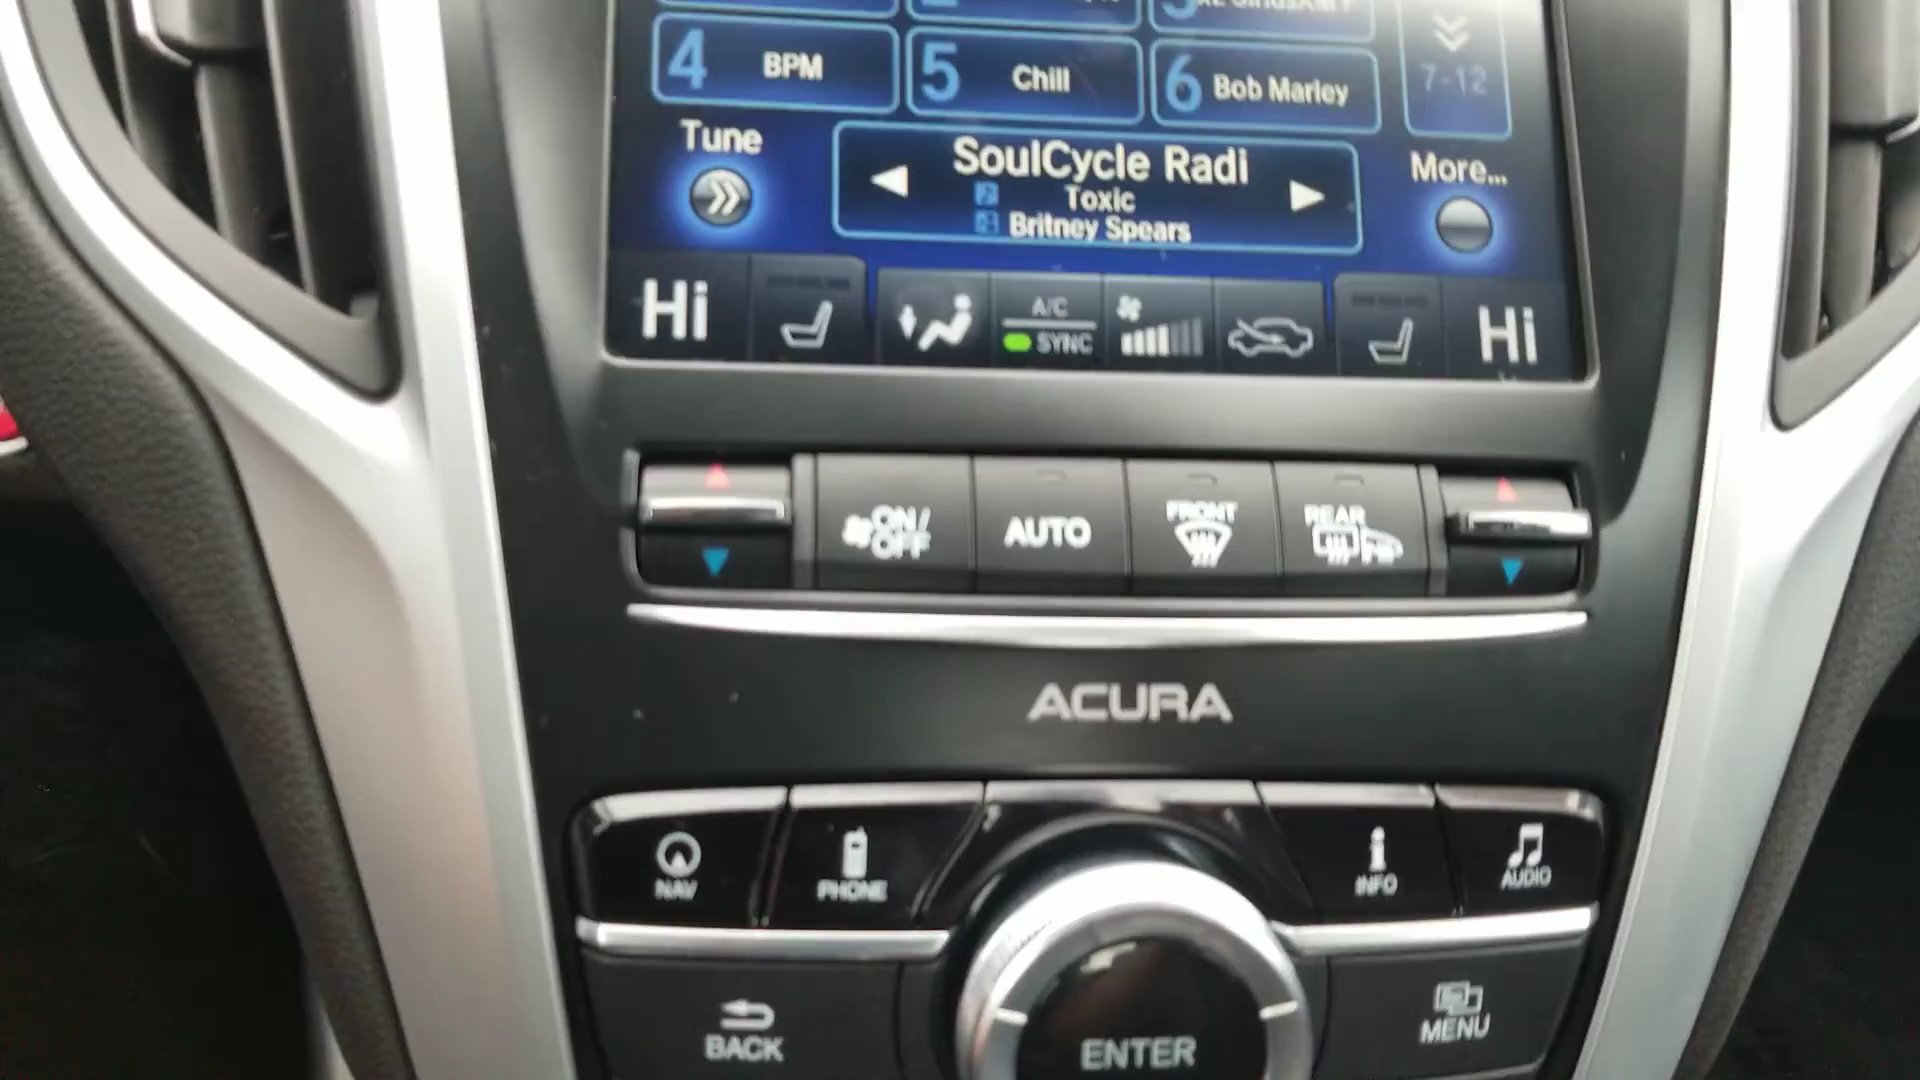 4 BPM
5 Chill
6 Bob Marley
7-12
Tune
SoulCycle Radi
Toxic
Britney Spears
More...
Hi
A/C
SYNC
Hi
ON/
OFF
AUTO
FRONT
REAR
ACURA
NAV
PHONE
INFO
AUDIO
BACK
ENTER
MENU